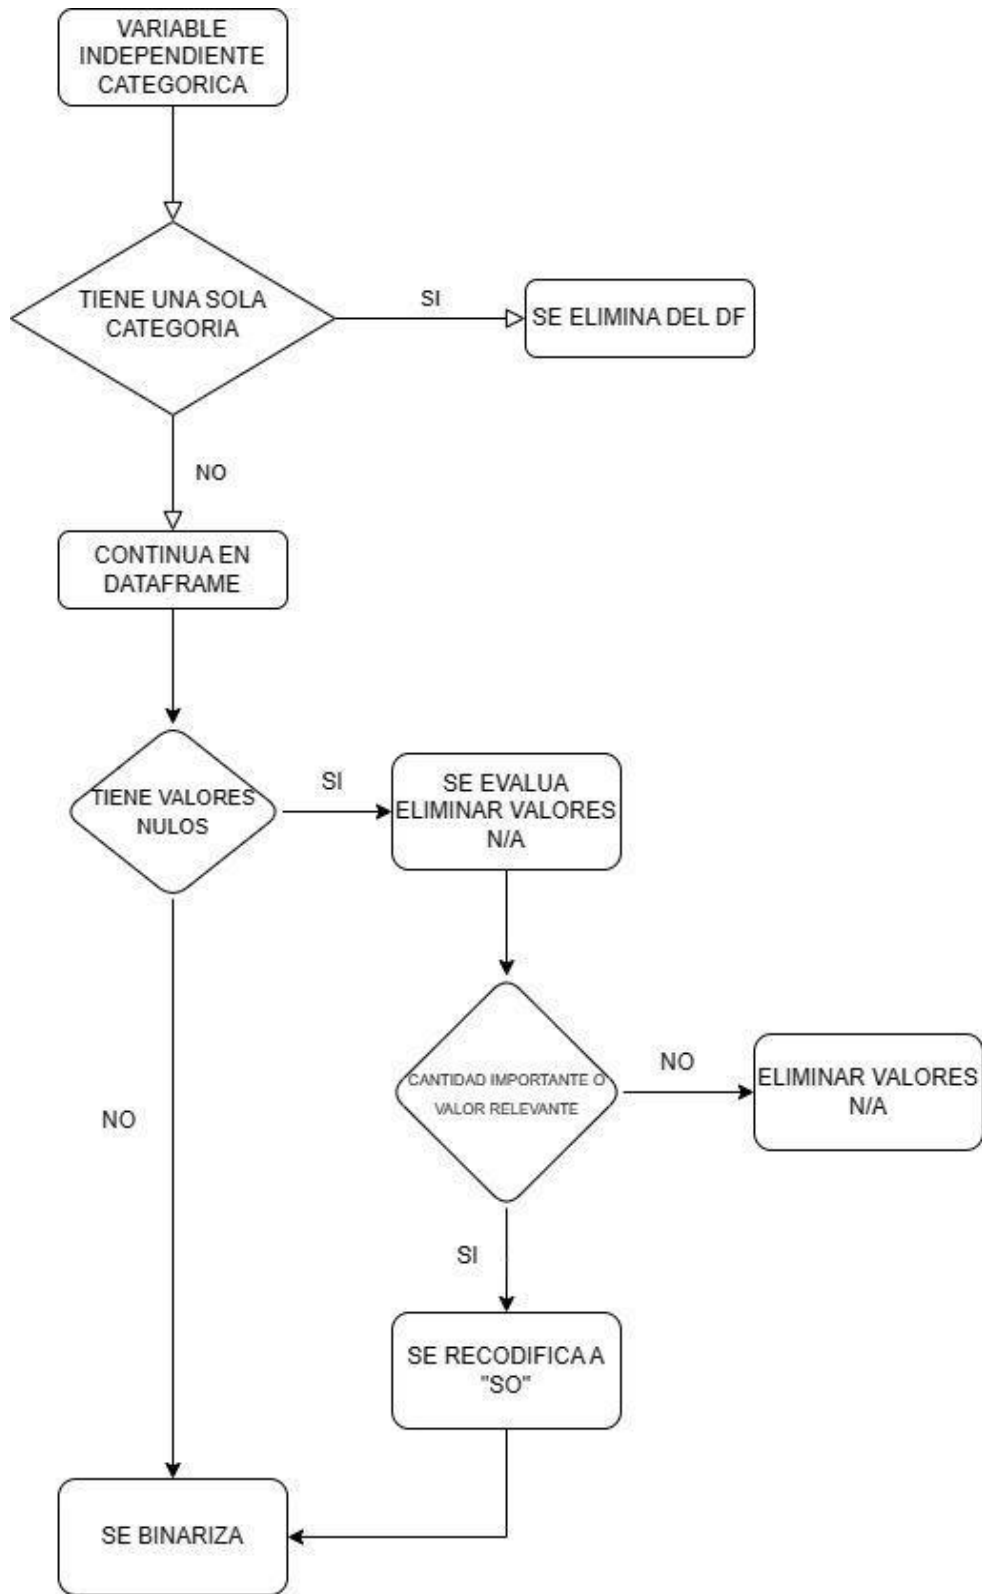 VARIABLE
INDEPENDIENTE
CATEGORICA
TIENE UNA SOLA
CATEGORIA
SI
SE ELIMINA DEL DF
NO
CONTINUA EN
DATAFRAME
TIENE VALORES
NULOS
SI
SE EVALUA
ELIMINAR VALORES
N/A
CANTIDAD IMPORTANTE O
VALOR RELEVANTE
NO
ELIMINAR VALORES
N/A
NO
SI
SE RECODIFICA A
"SO"
SE BINARIZA